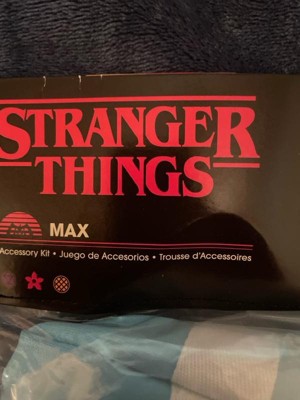 STRANGER
THINGS
MAX
Accessory Kit • Juego de Accesorios • Trousse d'Accessoires